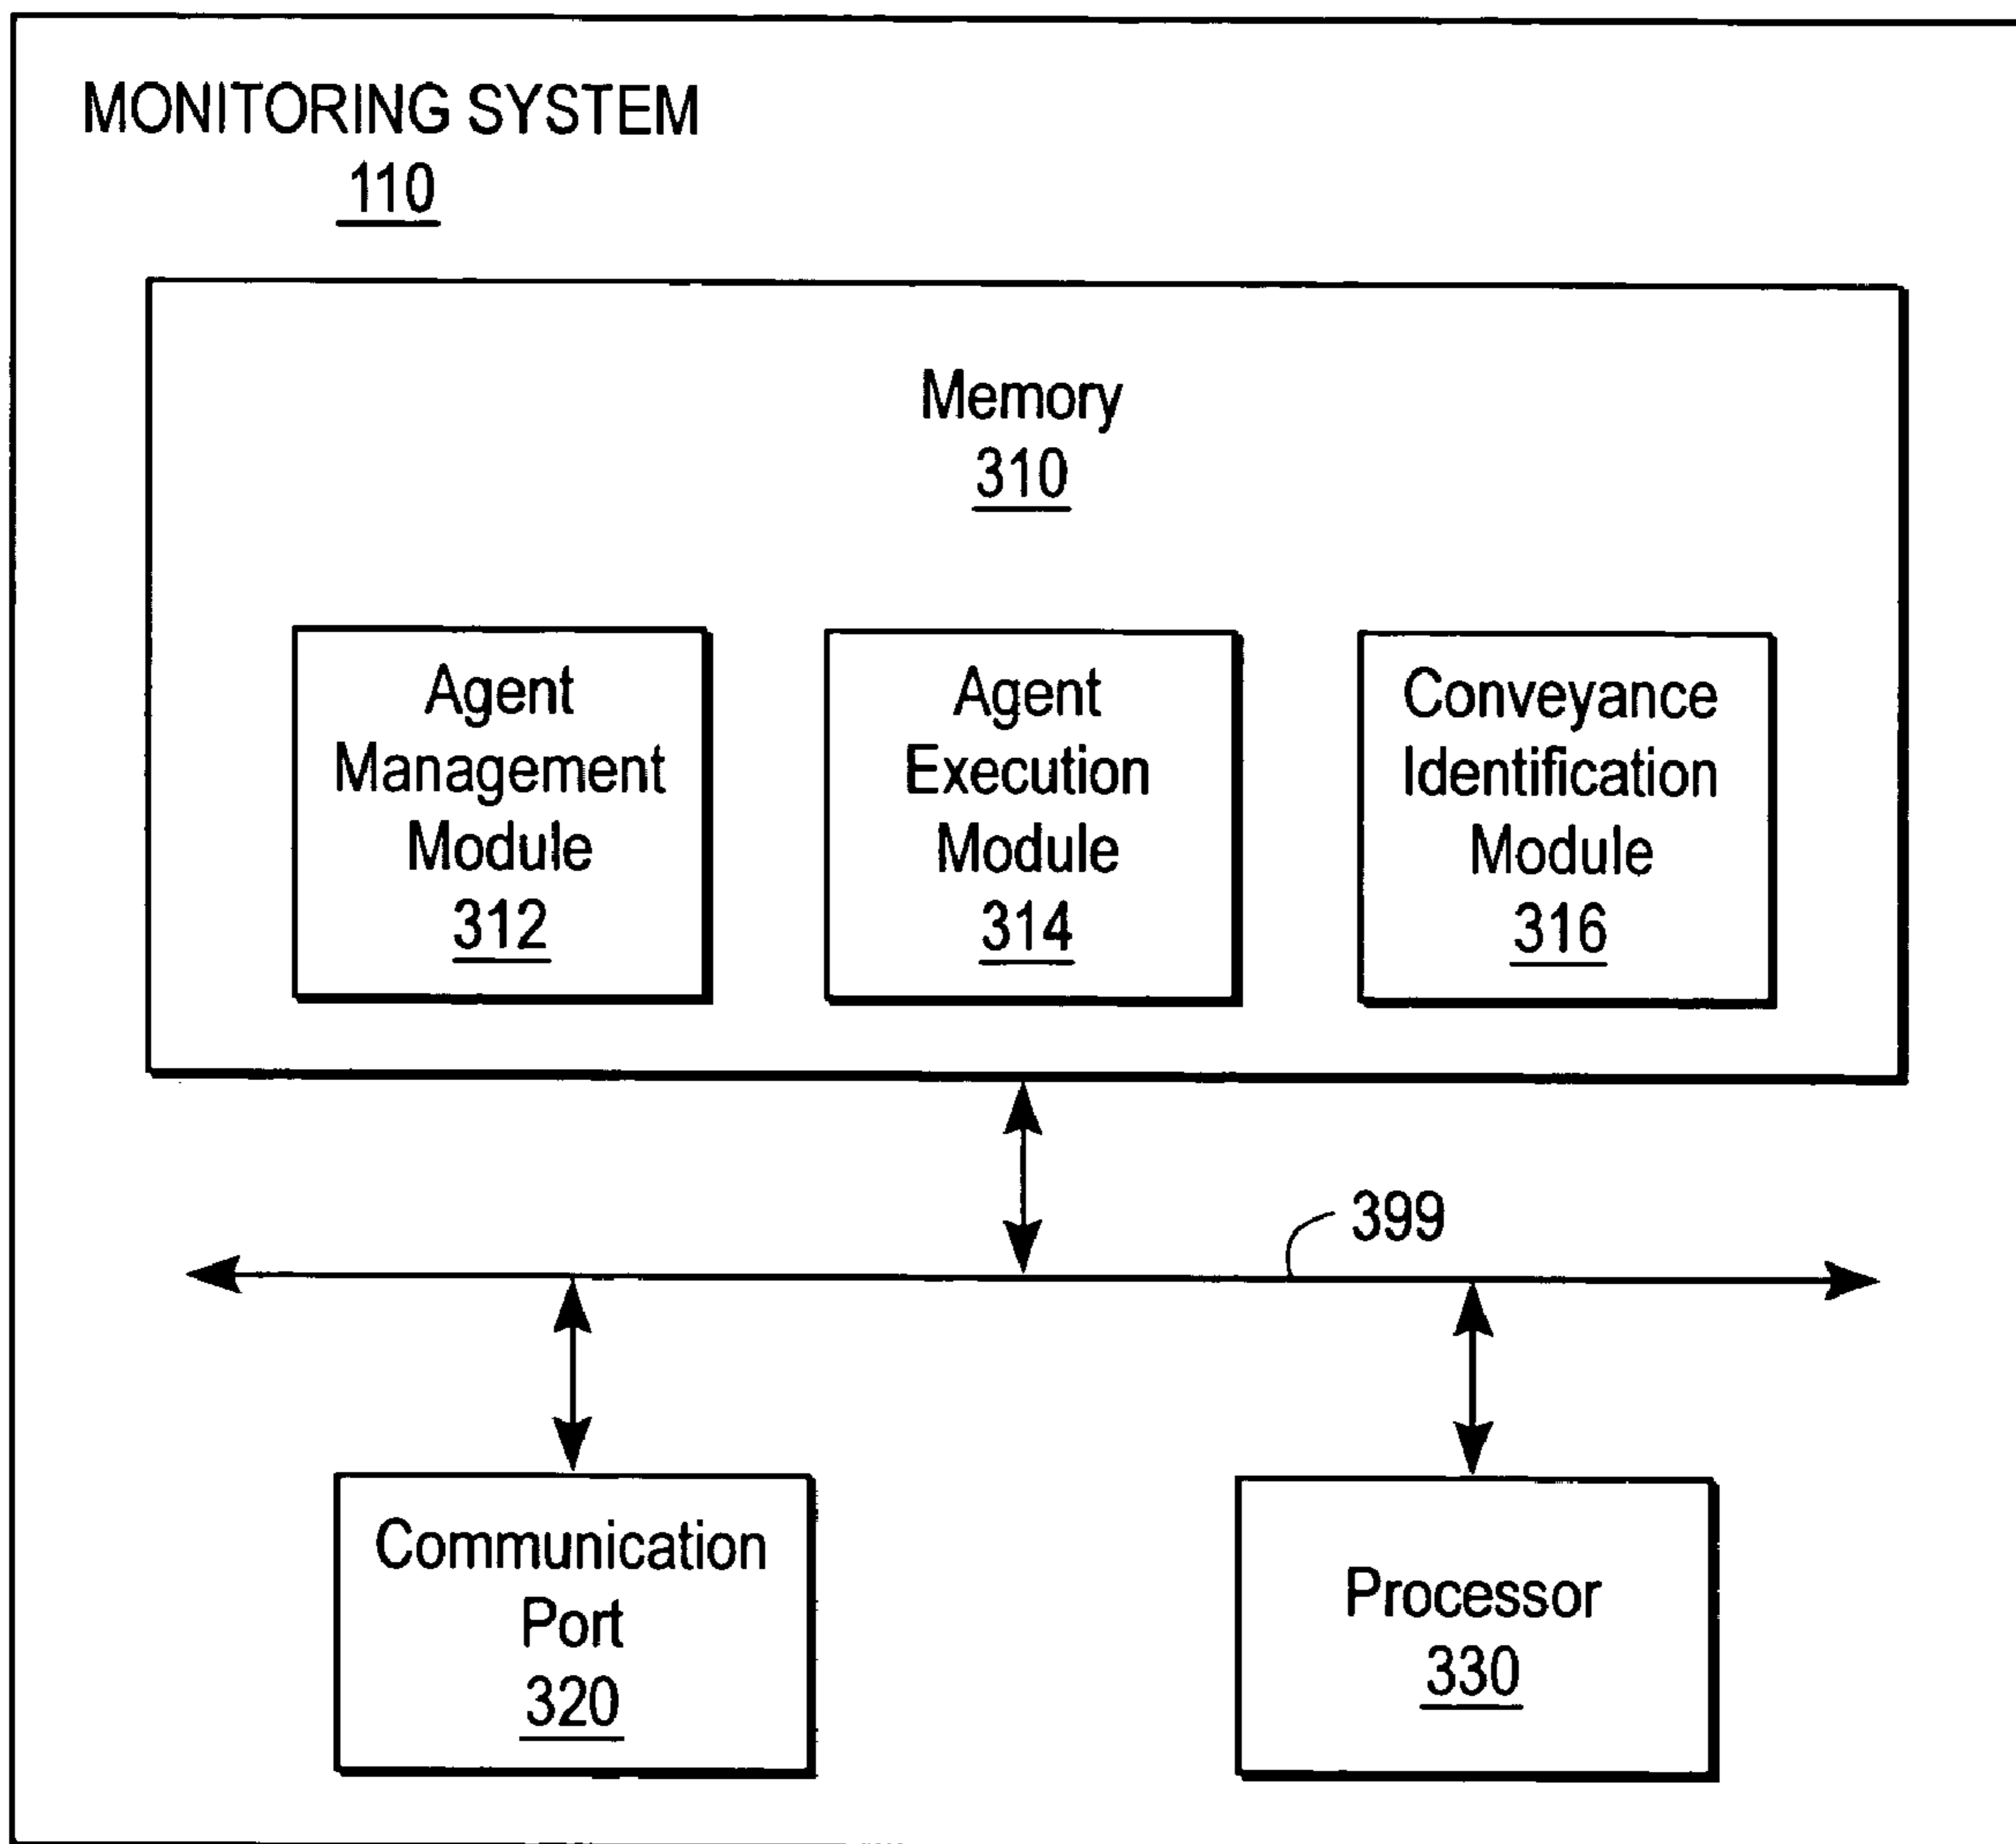 MONITORING SYSTEM
110
Memory
310
Agent
Management
Module
312
Agent
Execution
Module
314
Conveyance
Identification
Module
316
399
Communication
Port
320
Processor
330